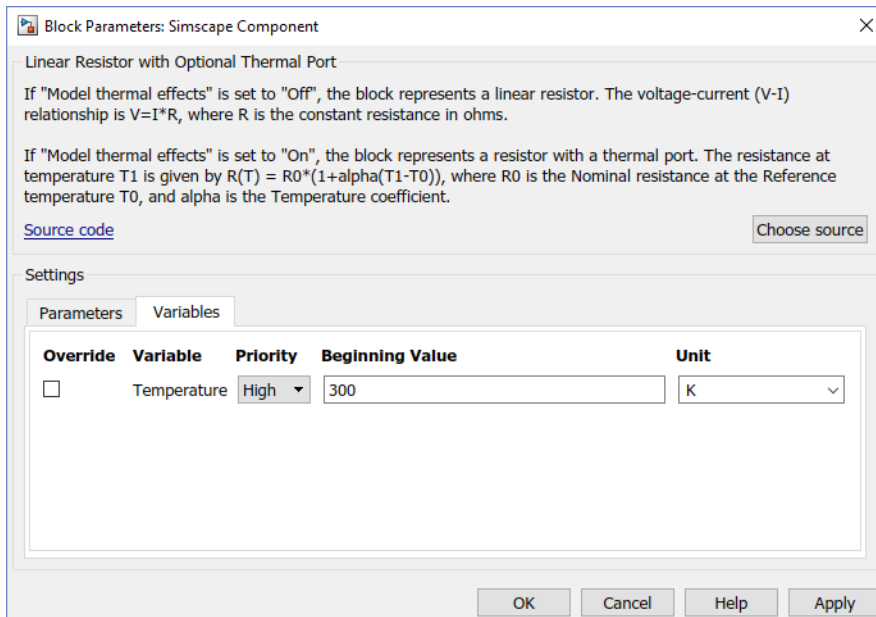 Block Parameters: Simscape Component
Linear Resistor with Optional Thermal Port
If "Model thermal effects" is set to "Off", the block represents a linear resistor. The voltage-current (V-I)
relationship is V=I*R, where R is the constant resistance in ohms.
If "Model thermal effects" is set to "On", the block represents a resistor with a thermal port. The resistance at
temperature T1 is given by R(T) = R0*(1+alpha(T1-T0)), where R0 is the Nominal resistance at the Reference
temperature T0, and alpha is the Temperature coefficient.
Source code Choose source
Settings
Parameters Variables
Override Variable Priority Beginning Value Unit
Temperature High 300 K
OK Cancel Help Apply